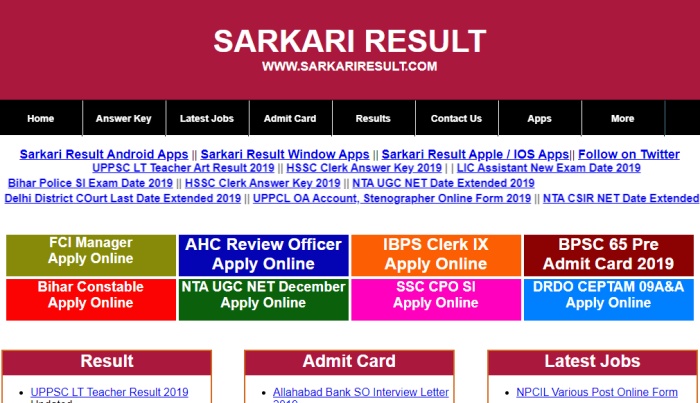 SARKARI RESULT
WWW.SARKARIRESULT.COM
Home Answer Key Latest Jobs Admit Card Results Contact Us Apps More
Sarkari Result Android Apps || Sarkari Result Window Apps || Sarkari Result Apple / IOS Apps|| Follow on Twitter
UPPSC LT Teacher Art Result 2019 || HSSC Clerk Answer Key 2019 | | LIC Assistant New Exam Date 2019
Bihar Police SI Exam Date 2019 || HSSC Clerk Answer Key 2019 || NTA UGC NET Date Extended 2019
Delhi District COurt Last Date Extended 2019 || UPPCL OA Account, Stenographer Online Form 2019 || NTA CSIR NET Date Extended
FCI Manager
Apply Online
AHC Review Officer
Apply Online
IBPS Clerk IX
Apply Online
BPSC 65 Pre
Admit Card 2019
Bihar Constable
Apply Online
NTA UGC NET December
Apply Online
SSC CPO SI
Apply Online
DRDO CEPTAM 09A&A
Apply Online
Result
• UPPSC LT Teacher Result 2019
Admit Card
• Allahabad Bank SO Interview Letter
Latest Jobs
• NPCIL Various Post Online Form